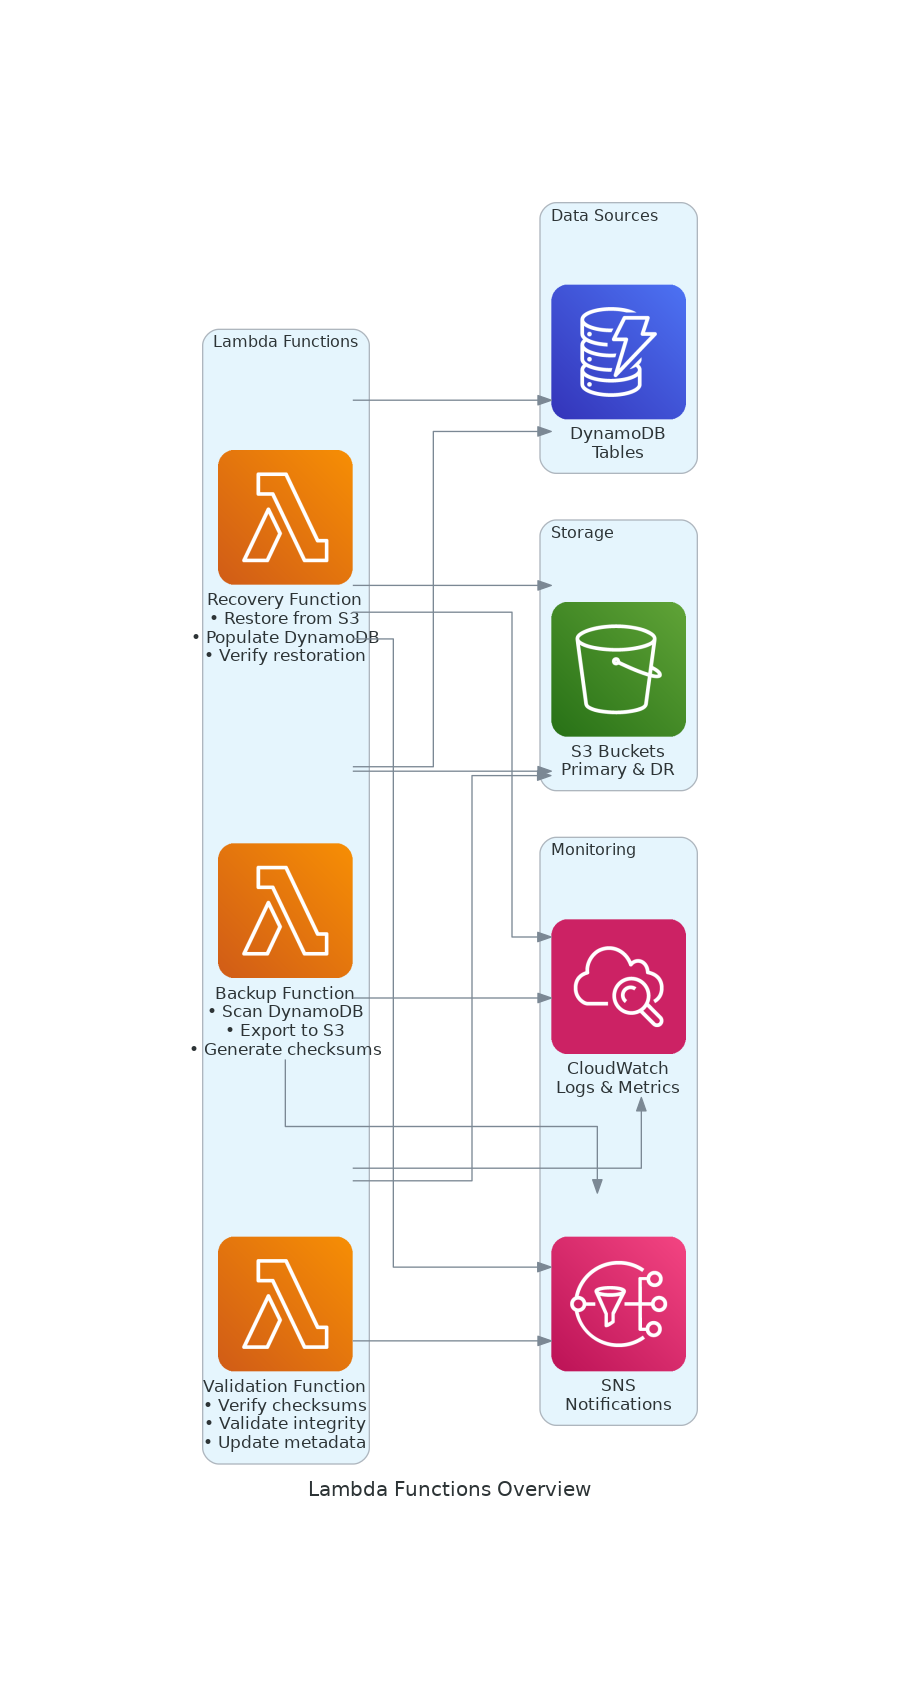 Lambda Functions
Recovery Function
• Restore from S3
• Populate DynamoDB
• Verify restoration
Backup Function
• Scan DynamoDB
• Export to S3
• Generate checksums
Validation Function
• Verify checksums
• Validate integrity
• Update metadata
Data Sources
DynamoDB
Tables
Storage
S3 Buckets
Primary & DR
Monitoring
CloudWatch
Logs & Metrics
SNS
Notifications
Lambda Functions Overview